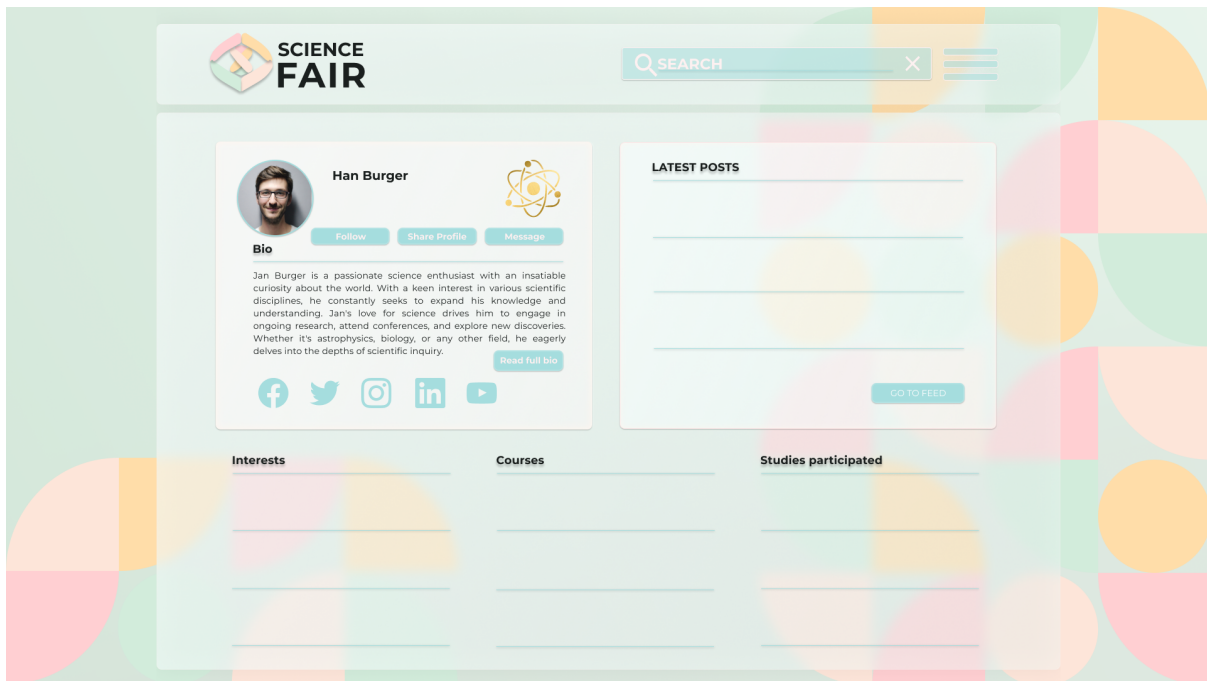 SCIENCE
FAIR
SEARCH
Han Burger
Follow
Share Profile
Message
Bio
Jan Burger is a passionate science enthusiast with an insatiable
curiosity about the world. With a keen interest in various scientific
disciplines, he constantly seeks to expand his knowledge and
understanding. Jan's love for science drives him to engage in
ongoing research, attend conferences, and explore new discoveries.
Whether it's astrophysics, biology, or any other field, he eagerly
delves into the depths of scientific inquiry.
Read full bio
LATEST POSTS
GO TO FEED
Interests
Courses
Studies participated